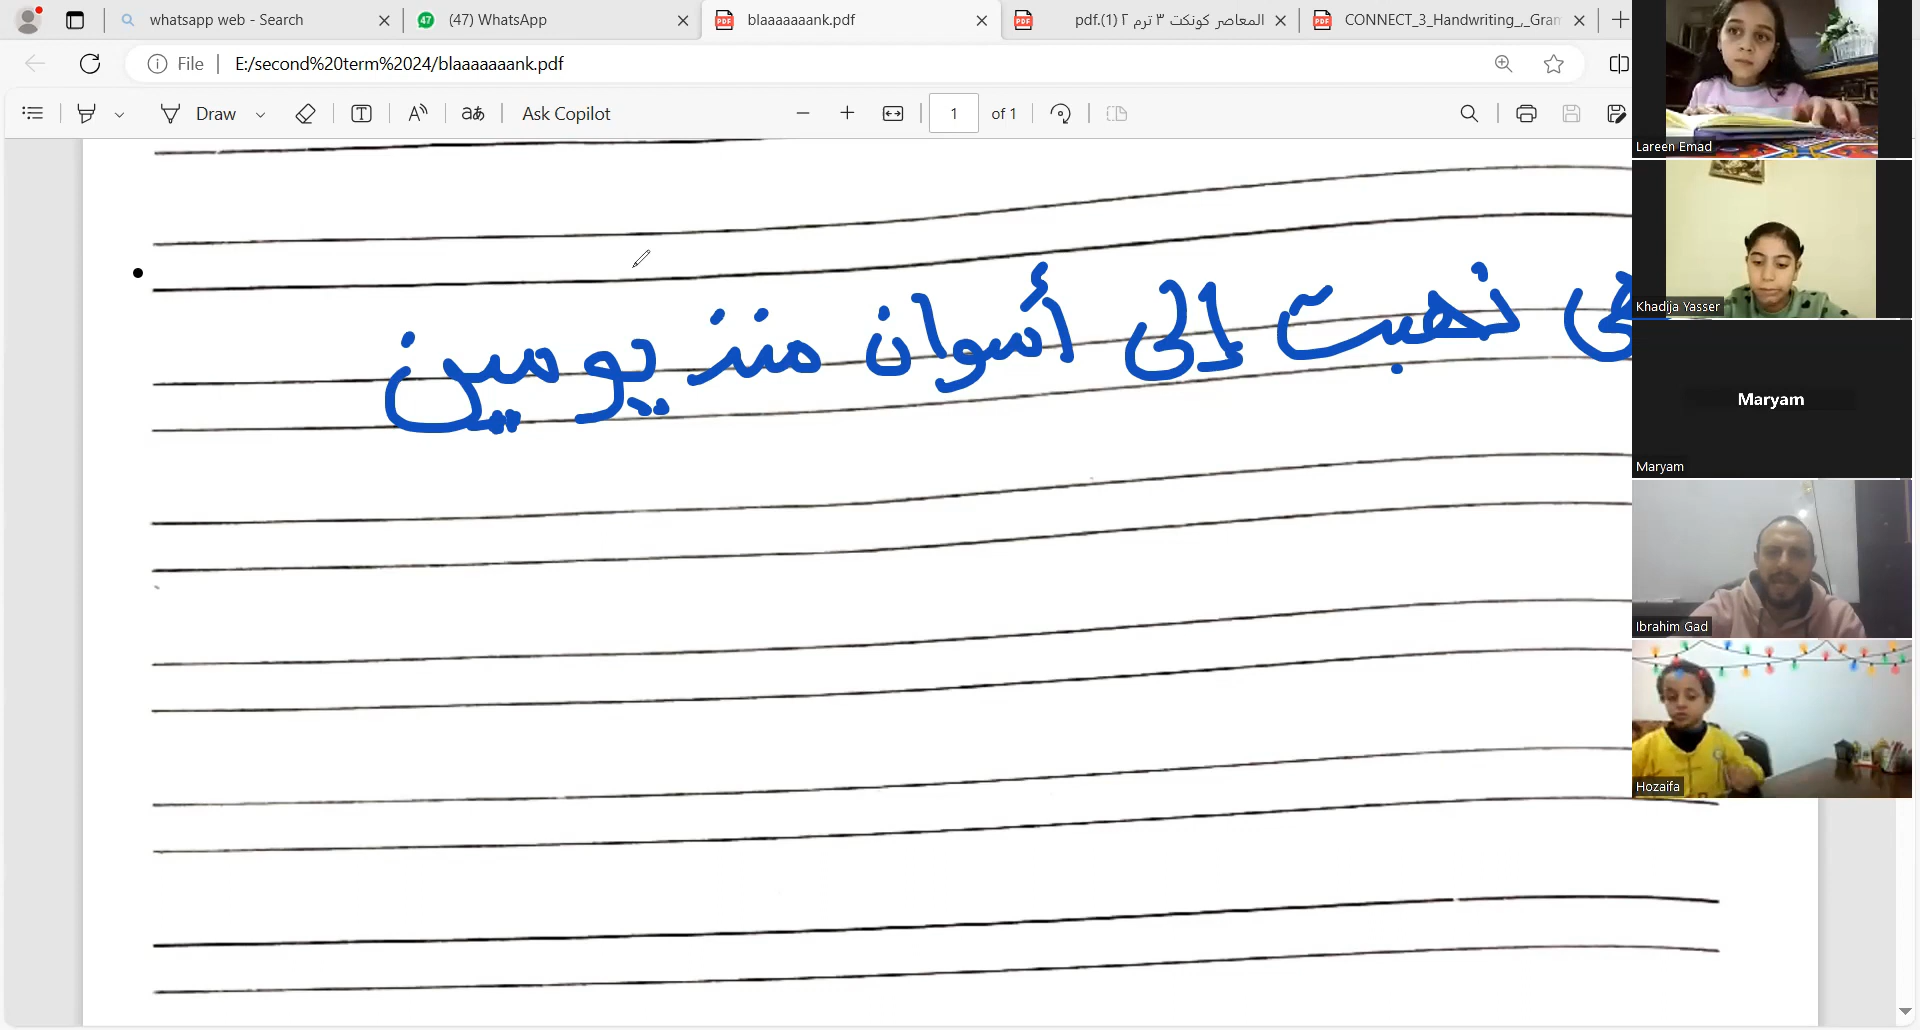 whatsapp web - Search
(47) WhatsApp
blaaaaaaank.pdf
المعاصر كونكت ٣ ترم ٢ (1).pdf
CONNECT_3_Handwriting_,_Gran
File
E:/second%20term%2024/blaaaaaaank.pdf
Draw
Ask Copilot
1 of 1
Lareen Emad
ذهبت إلى أسوان منذ يومين
Khadija Yasser
Maryam
Maryam
Ibrahim Gad
Hozaifa